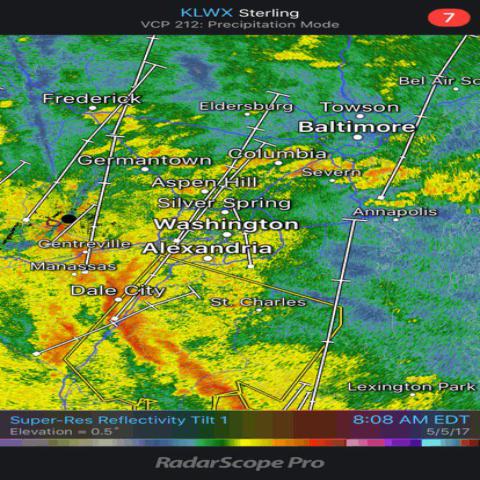 KLWX Sterling
VCP 212: Precipitation Mode
7
Bel Air So
Frederick
Eldersburg
Towson
Baltimore
Germantown
Columbia
Severn
Aspen Hill
Silver Spring
Annapolis
Washington
Centreville
Alexandria
Manassas
Dale City
St. Charles
Lexington Park
Super-Res Reflectivity Tilt 1
8:08 AM EDT
Elevation = 0.5°
5/5/17
RadarScope Pro